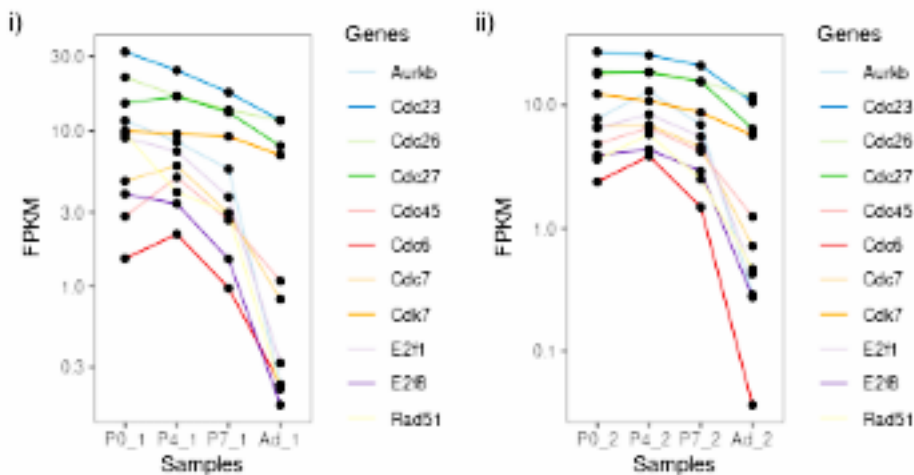 i)
Genes
FPKM
30.0
10.0
3.0
1.0
0.3
P0_1 P4_1 P7_1 Ad_1
Samples
Aurkb
Cdc23
Cdc26
Cdc27
Cdc45
Cdc6
Cdc7
Cdk7
E2f1
E2f8
Rad51
ii)
Genes
FPKM
10.0
1.0
0.1
P0_2 P4_2 P7_2 Ad_2
Samples
Aurkb
Cdc23
Cdc26
Cdc27
Cdc45
Cdc6
Cdc7
Cdk7
E2f1
E2f8
Rad51